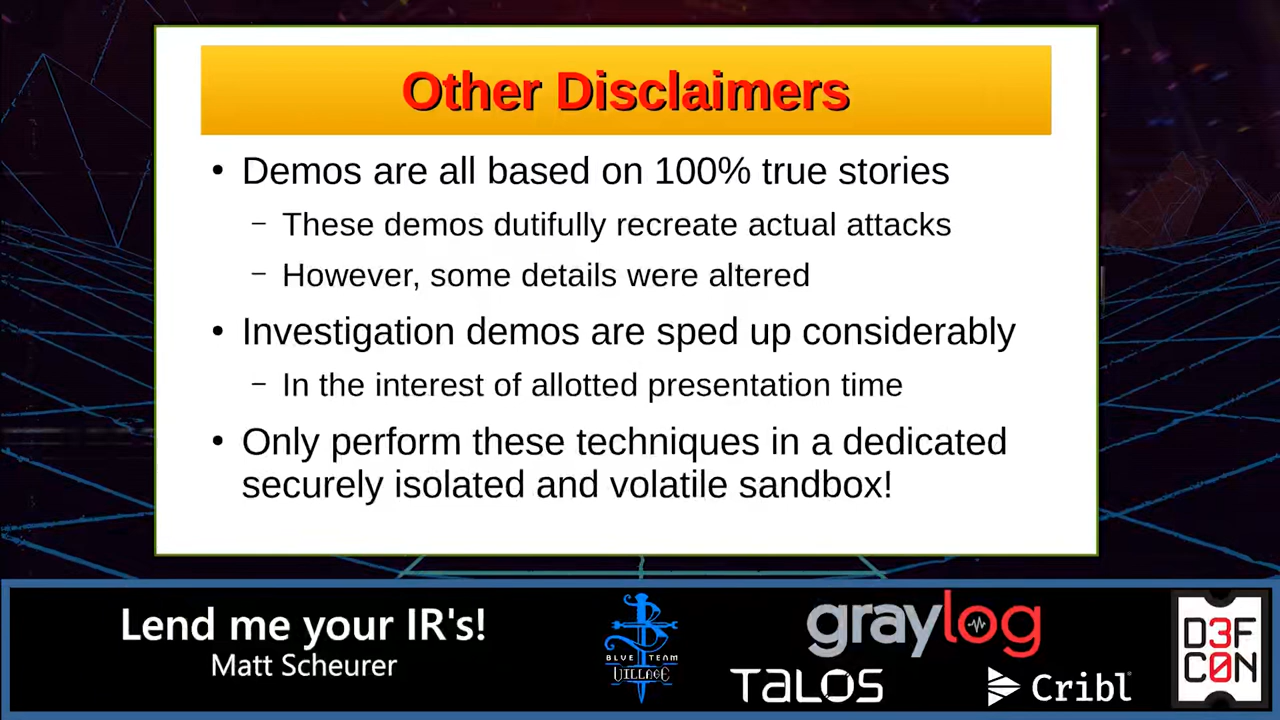 Other Disclaimers
• Demos are all based on 100% true stories
– These demos dutifully recreate actual attacks
– However, some details were altered
• Investigation demos are sped up considerably
– In the interest of allotted presentation time
• Only perform these techniques in a dedicated
securely isolated and volatile sandbox!
Lend me your IR's!
Matt Scheurer
BLUE TEAM
VILLAGE
graylog
TALOS
Cribl
D3F
C0N